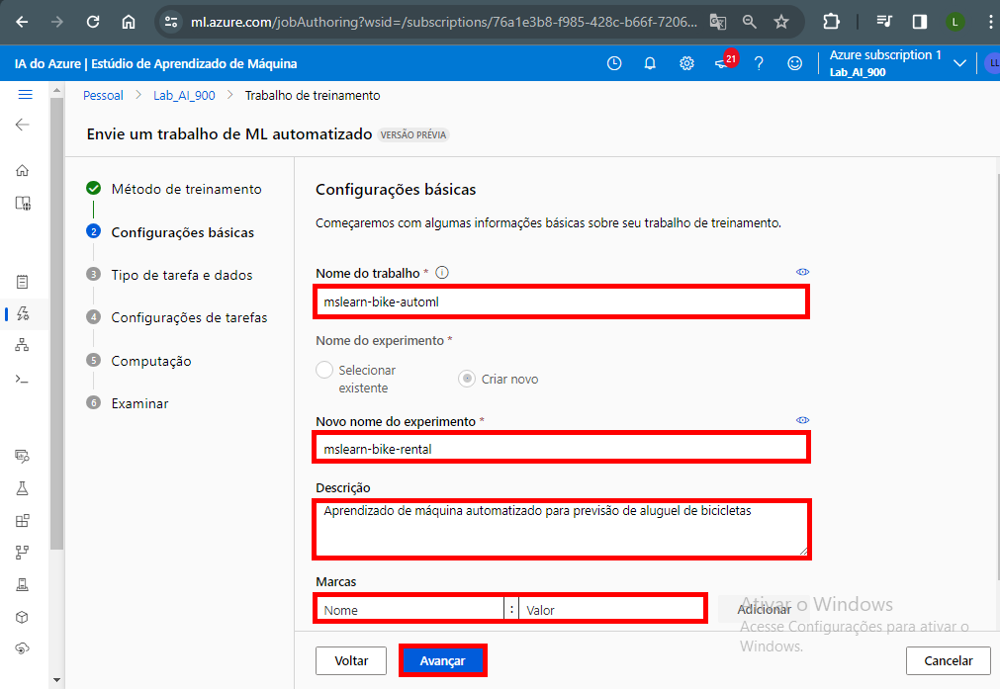 ml.azure.com/jobAuthoring?wsid=/subscriptions/76a1e3b8-f985-428c-b66f-7206...
L
IA do Azure | Estúdio de Aprendizado de Máquina
21
?
Azure subscription 1
Lab_AI_900
LL
Pessoal > Lab_AI_900 > Trabalho de treinamento
Envie um trabalho de ML automatizado VERSÃO PRÉVIA
Método de treinamento
2 Configurações básicas
3 Tipo de tarefa e dados
4 Configurações de tarefas
5 Computação
6 Examinar
Configurações básicas
Começaremos com algumas informações básicas sobre seu trabalho de treinamento.
Nome do trabalho *
mslearn-bike-automl
Nome do experimento *
Selecionar
existente
Criar novo
Novo nome do experimento *
mslearn-bike-rental
Descrição
Aprendizado de máquina automatizado para previsão de aluguel de bicicletas
Marcas
Nome : Valor
Adicionar
Ativar o Windows
Acesse Configurações para ativar o
Windows.
Voltar
Avançar
Cancelar